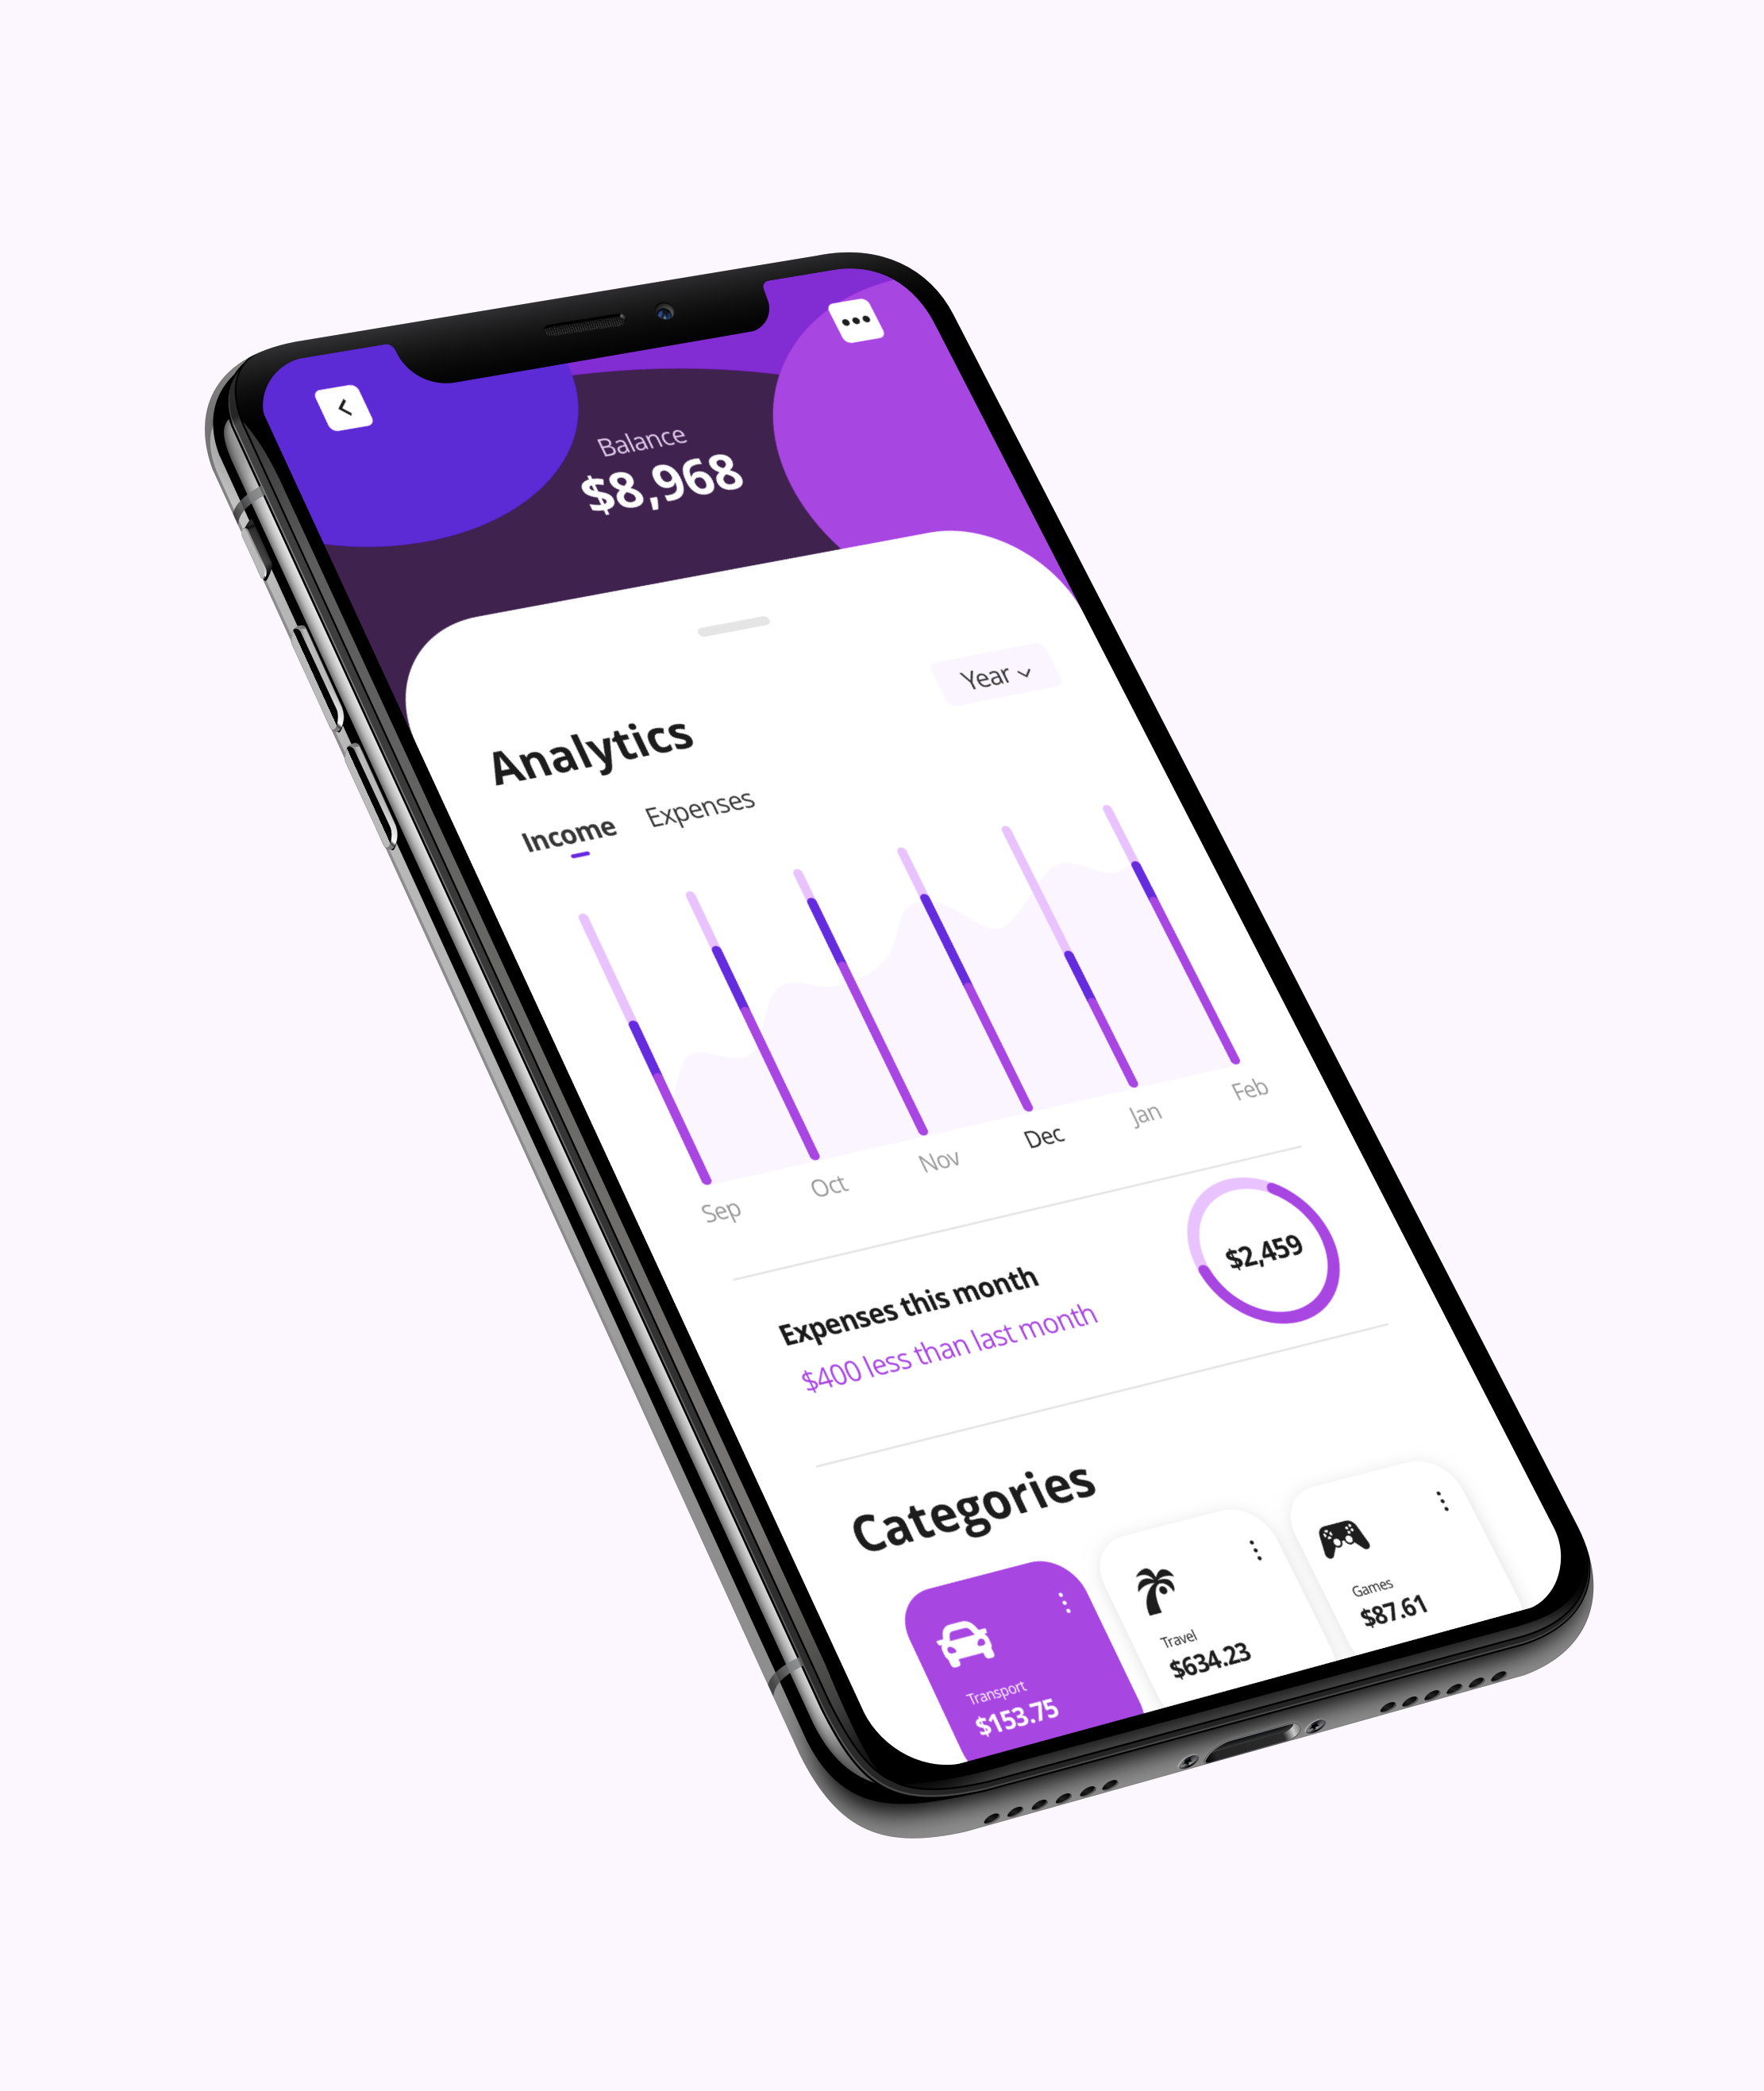 Balance
$8,968
Year
Analytics
Income Expenses
Sep Oct Nov Dec Jan Feb
Expenses this month
$400 less than last month
$2,459
Categories
Transport
$153.75
Travel
$634.23
Games
$87.61